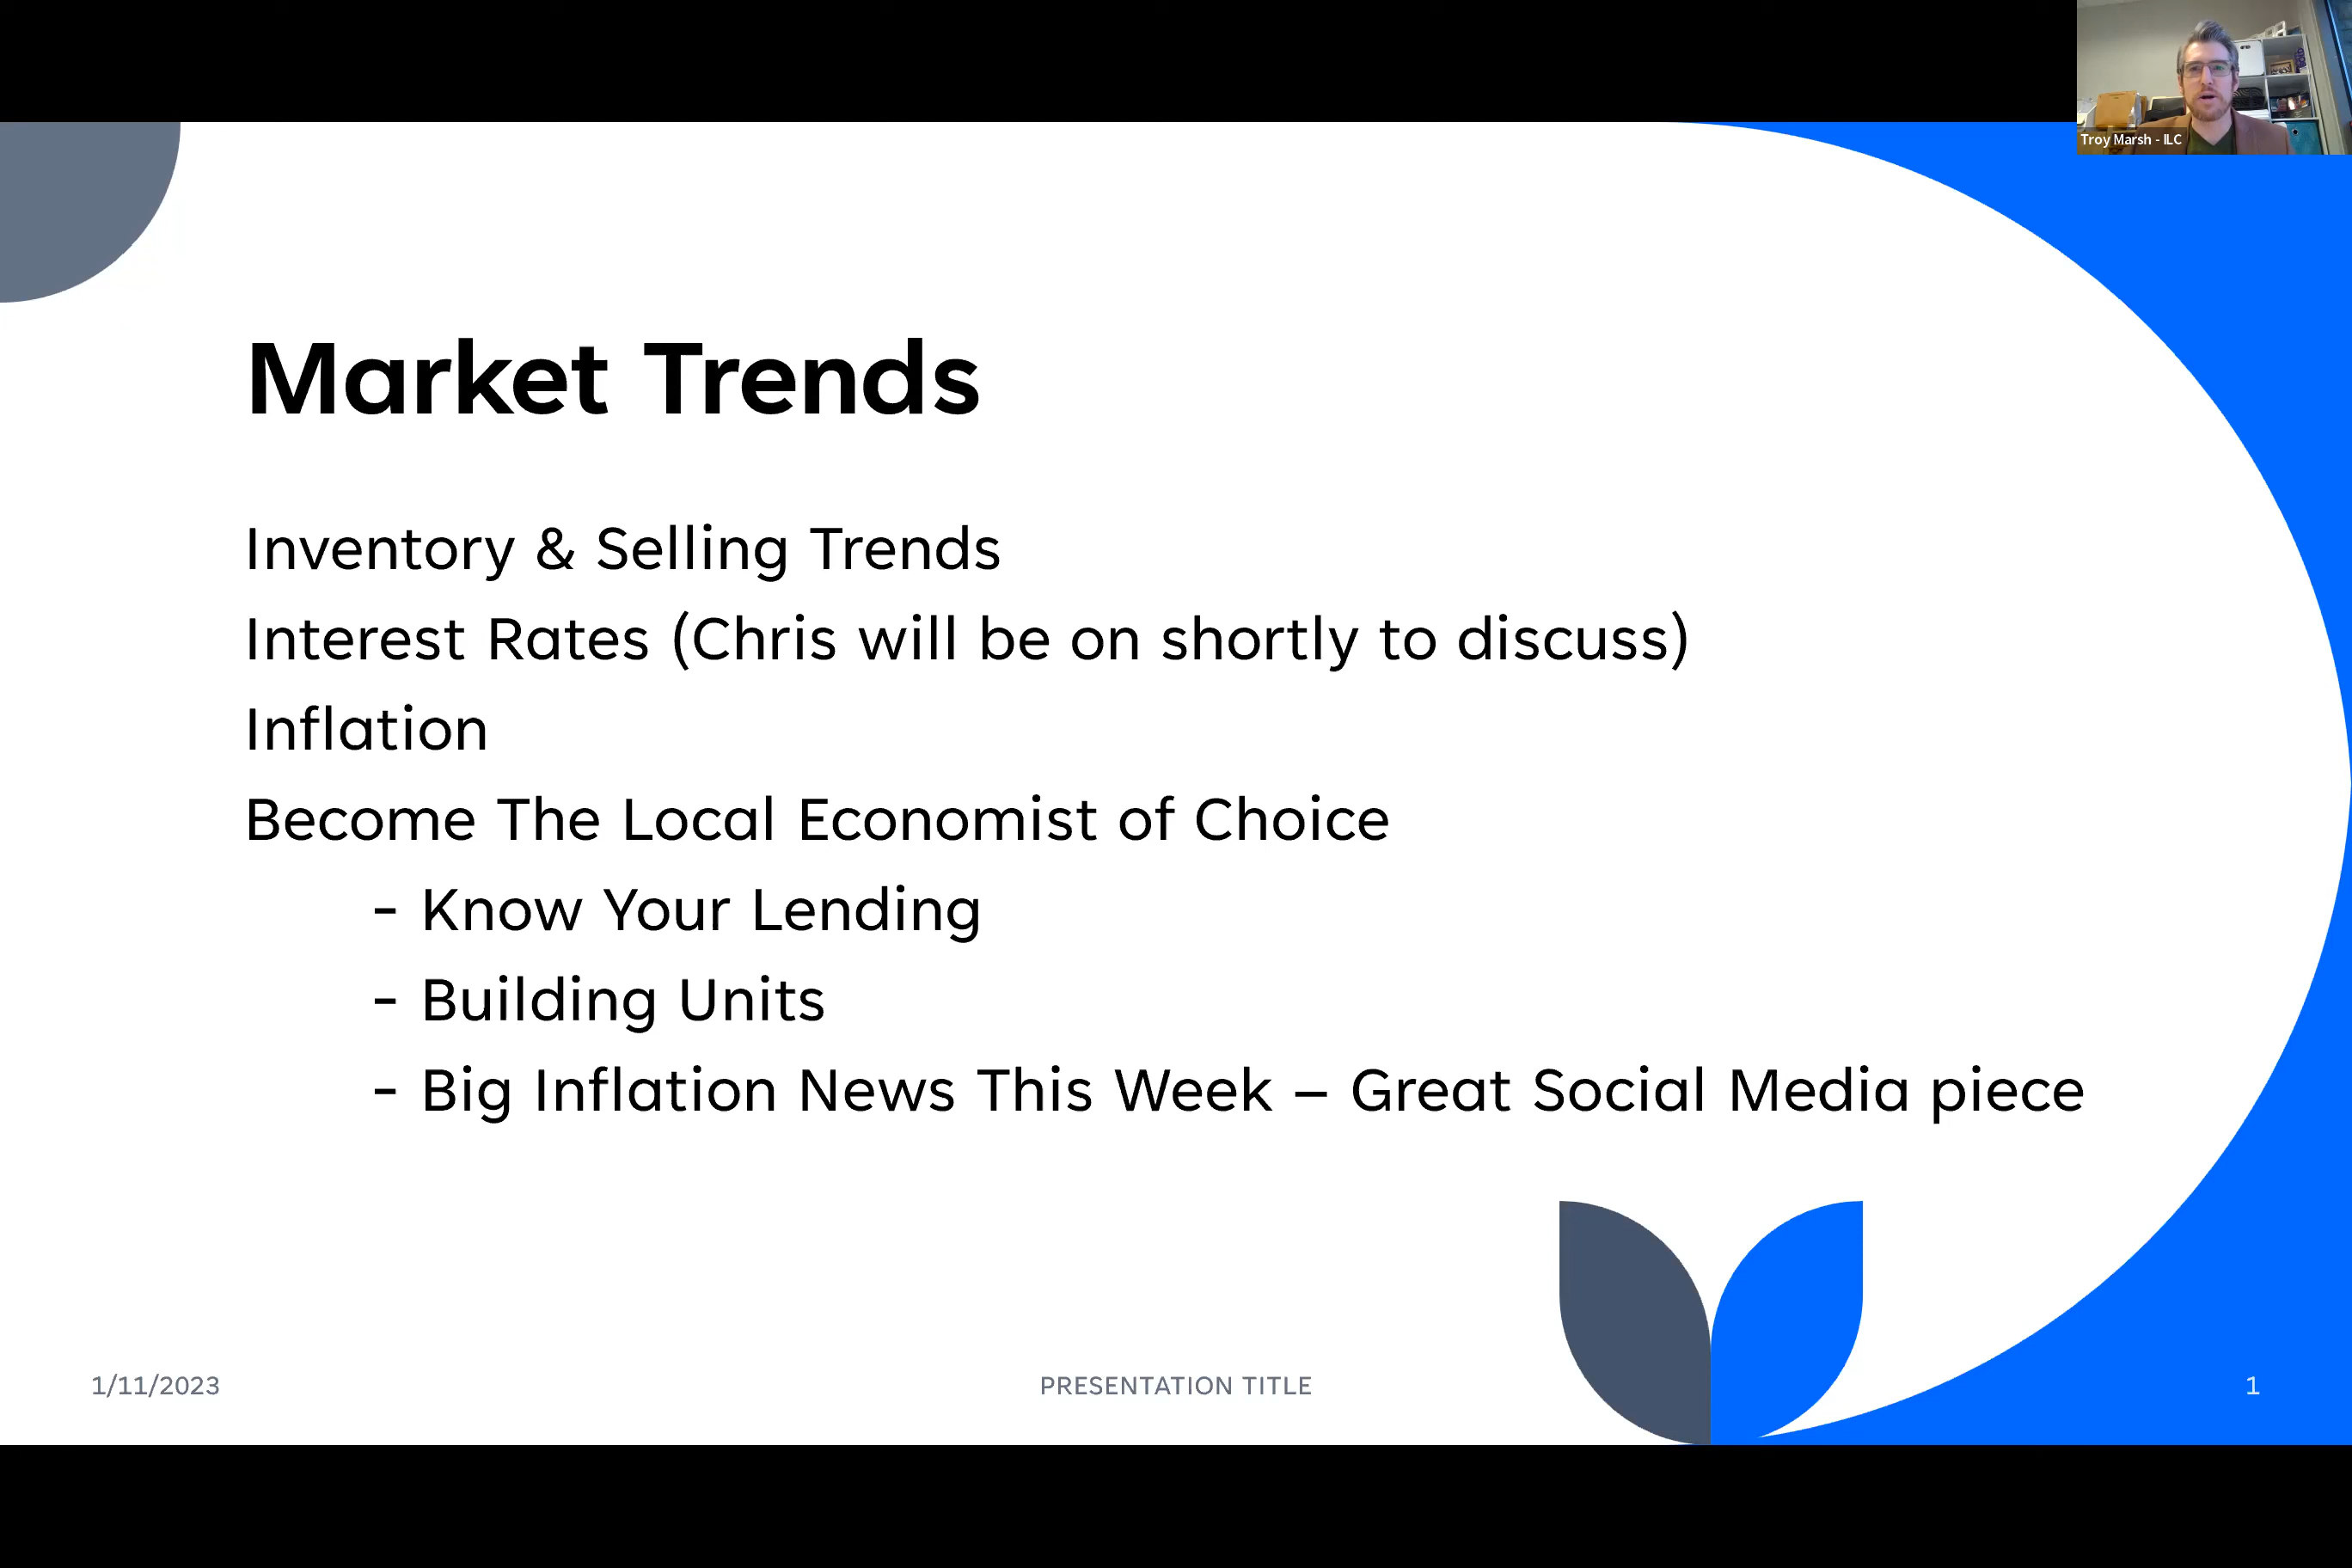 Troy Marsh - ILC
Market Trends
Inventory & Selling Trends
Interest Rates (Chris will be on shortly to discuss)
Inflation
Become The Local Economist of Choice
- Know Your Lending
- Building Units
- Big Inflation News This Week – Great Social Media piece
1/11/2023
PRESENTATION TITLE
1